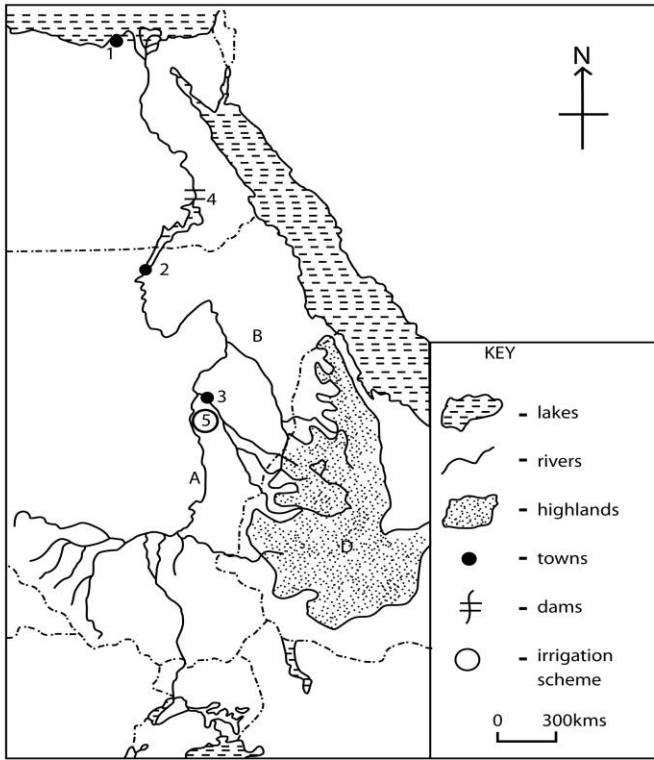 1
N
4
2
B
3
5
A
D
KEY
- lakes
- rivers
- highlands
- towns
- dams
- irrigation
scheme
0 300kms